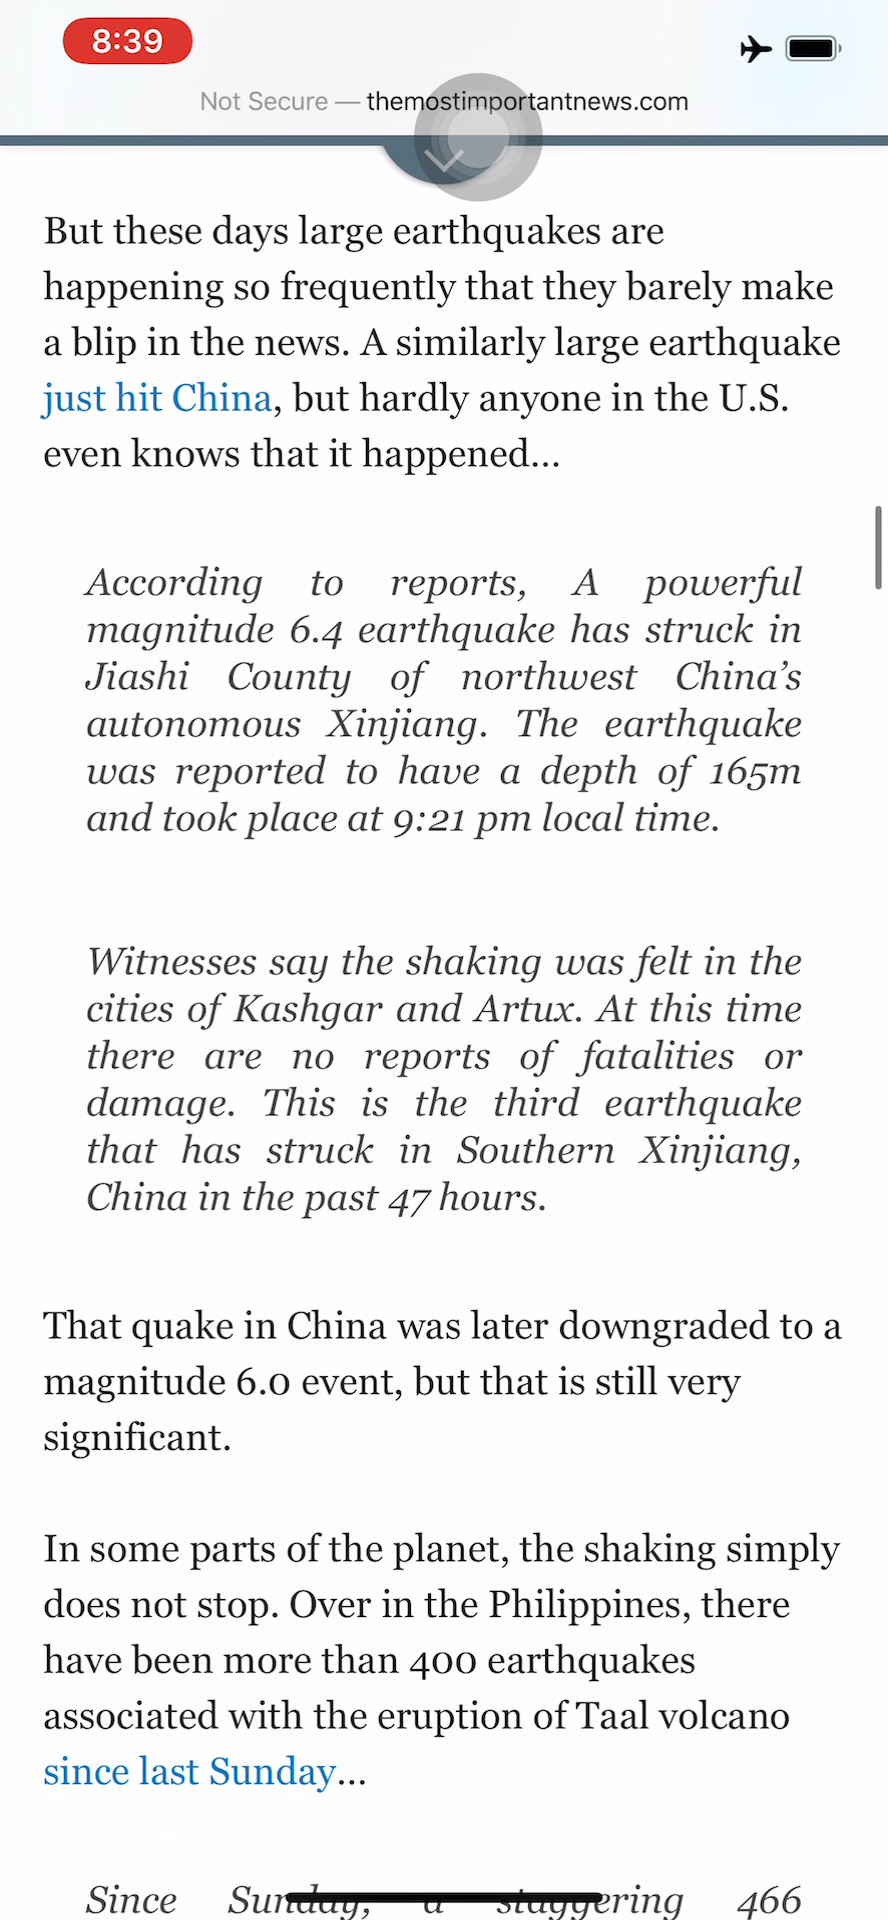 8:39
Not Secure — themostimportantnews.com
But these days large earthquakes are
happening so frequently that they barely make
a blip in the news. A similarly large earthquake
just hit China, but hardly anyone in the U.S.
even knows that it happened...
According to reports, A powerful
magnitude 6.4 earthquake has struck in
Jiashi County of northwest China's
autonomous Xinjiang. The earthquake
was reported to have a depth of 165m
and took place at 9:21 pm local time.
Witnesses say the shaking was felt in the
cities of Kashgar and Artux. At this time
there are no reports of fatalities or
damage. This is the third earthquake
that has struck in Southern Xinjiang,
China in the past 47 hours.
That quake in China was later downgraded to a
magnitude 6.0 event, but that is still very
significant.
In some parts of the planet, the shaking simply
does not stop. Over in the Philippines, there
have been more than 400 earthquakes
associated with the eruption of Taal volcano
since last Sunday...
Since Sunday, a staggering 466